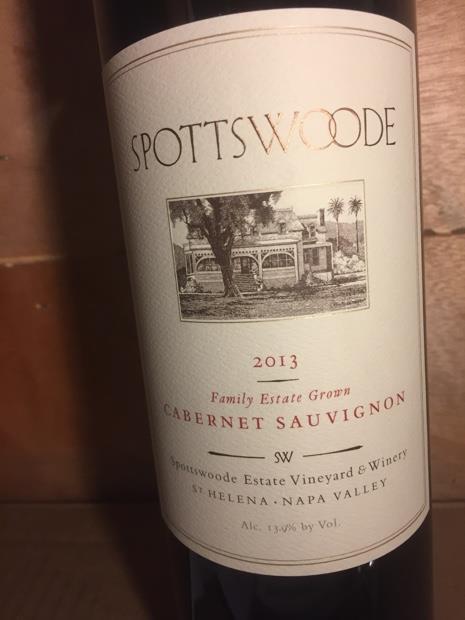 SPOTTSWOODE
2013
Family Estate Grown
CABERNET SAUVIGNON
SW
Spottswoode Estate Vineyard & Winery
ST HELENA · NAPA VALLEY
Alc. 13.9% by Vol.